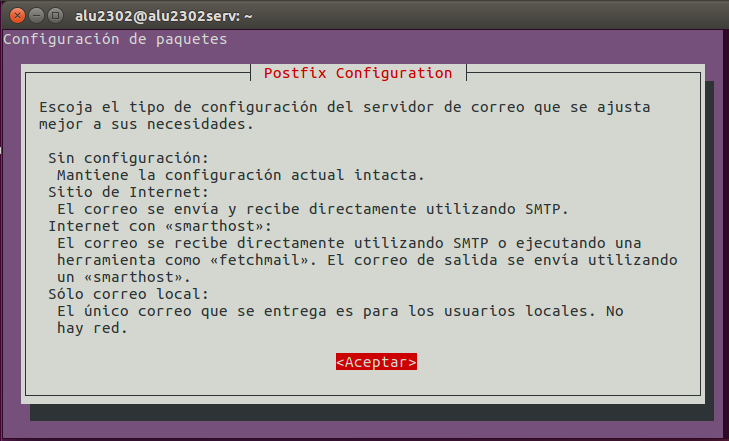 alu2302@alu2302serv: ~
Configuración de paquetes
Postfix Configuration
Escoja el tipo de configuración del servidor de correo que se ajusta
mejor a sus necesidades.
Sin configuración:
Mantiene la configuración actual intacta.
Sitio de Internet:
El correo se envía y recibe directamente utilizando SMTP.
Internet con «smarthost»:
El correo se recibe directamente utilizando SMTP o ejecutando una
herramienta como «fetchmail». El correo de salida se envía utilizando
un «smarthost».
Sólo correo local:
El único correo que se entrega es para los usuarios locales. No
hay red.
<Aceptar>